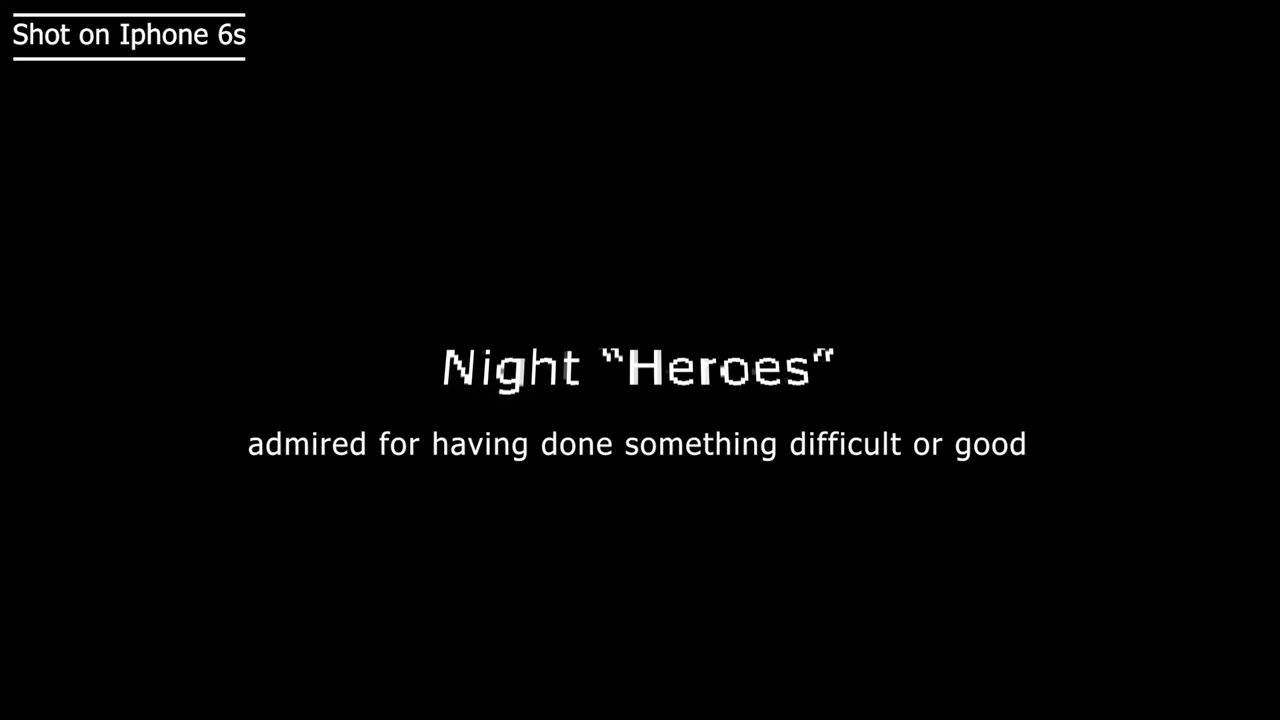 Shot on Iphone 6s
Night "Heroes"
admired for having done something difficult or good